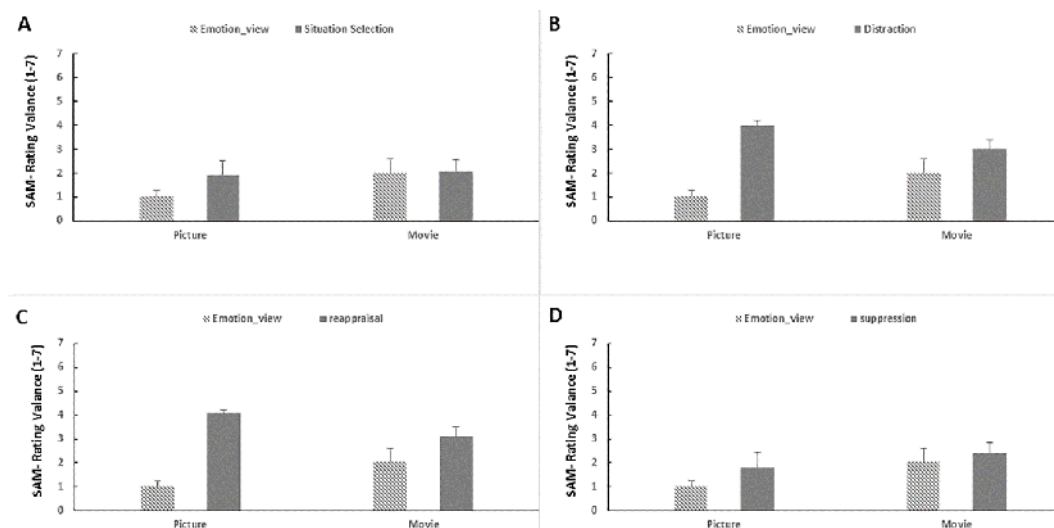 A
Emotion_view Situation Selection
SAM- Rating Valance (1-7)
7
6
5
4
3
2
1
0
Picture Movie
B
Emotion_view Distraction
SAM- Rating Valance (1-7)
7
6
5
4
3
2
1
0
Picture Movie
C
Emotion_view reappraisal
SAM- Rating Valance (1-7)
7
6
5
4
3
2
1
0
Picture Movie
D
Emotion_view suppression
SAM- Rating Valance (1-7)
7
6
5
4
3
2
1
0
Picture Movie